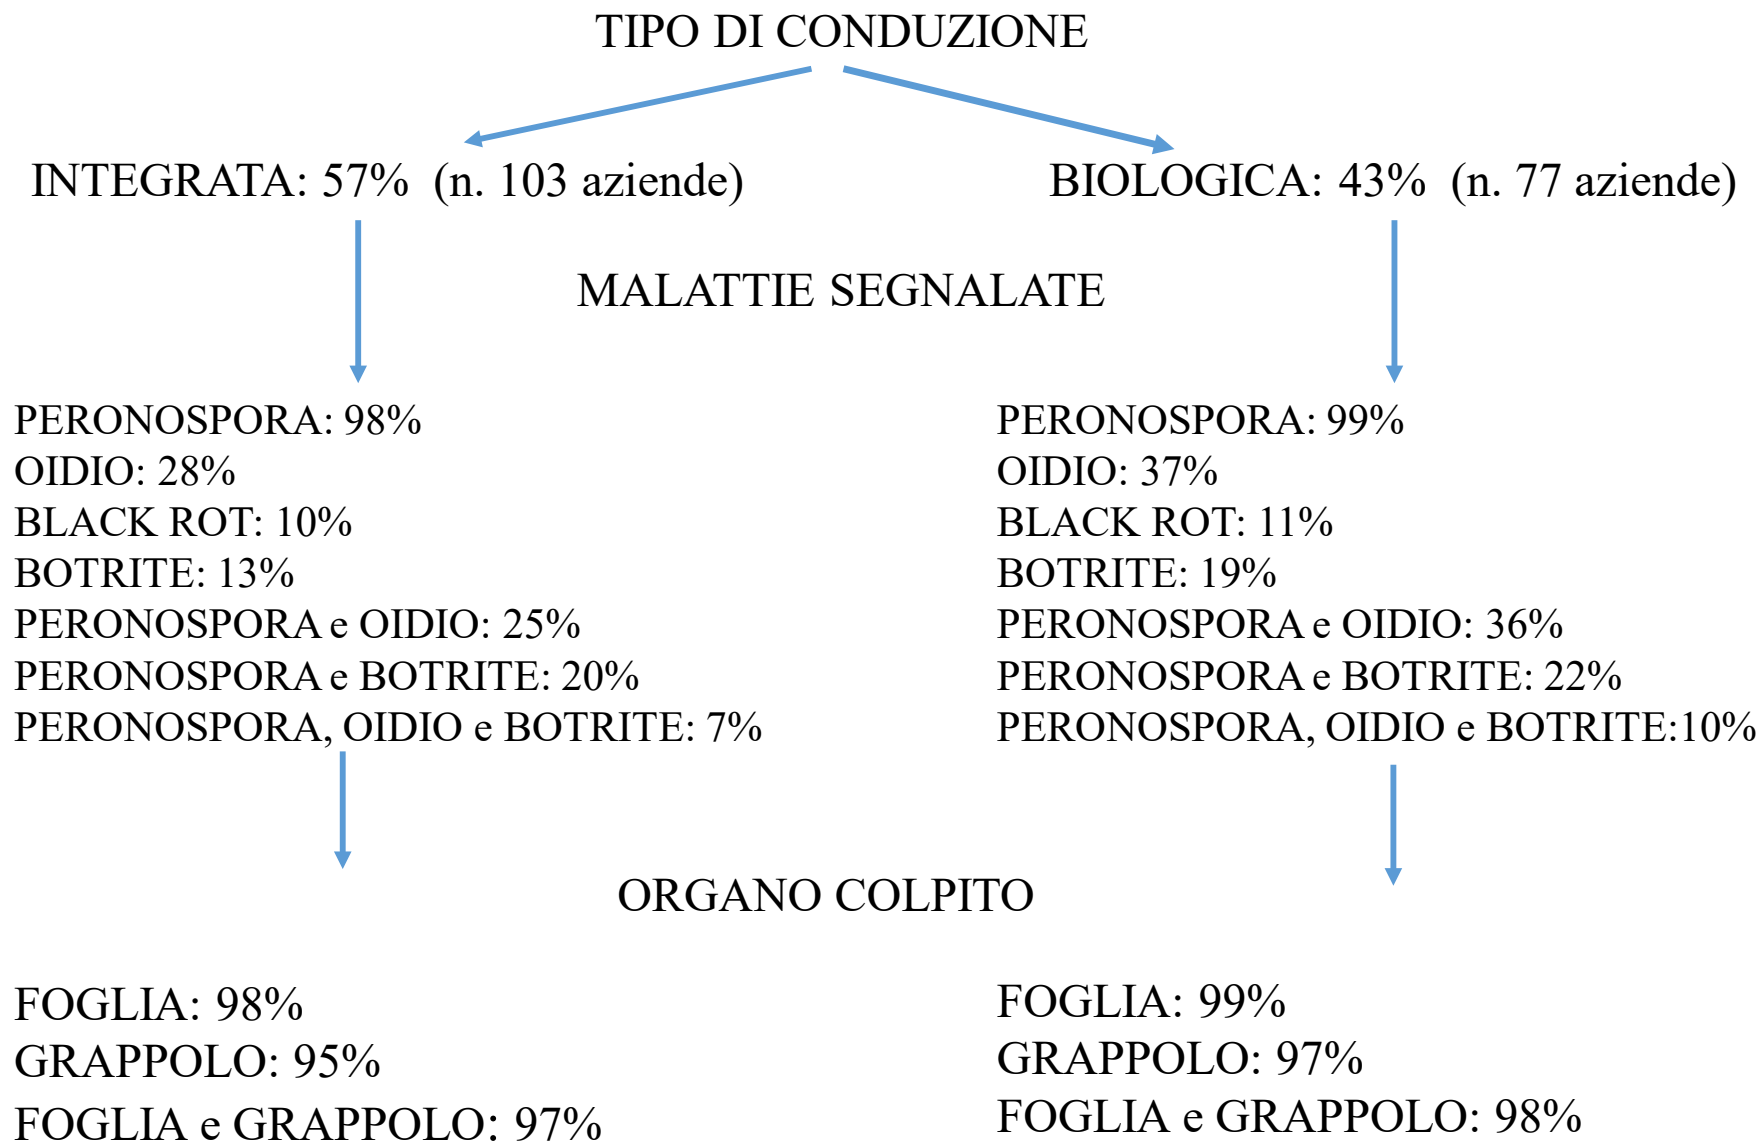 TIPO DI CONDUZIONE
INTEGRATA: 57% (n. 103 aziende)
BIOLOGICA: 43% (n. 77 aziende)
MALATTIE SEGNALATE
PERONOSPORA: 98%
OIDIO: 28%
BLACK ROT: 10%
BOTRITE: 13%
PERONOSPORA e OIDIO: 25%
PERONOSPORA e BOTRITE: 20%
PERONOSPORA, OIDIO e BOTRITE: 7%
PERONOSPORA: 99%
OIDIO: 37%
BLACK ROT: 11%
BOTRITE: 19%
PERONOSPORA e OIDIO: 36%
PERONOSPORA e BOTRITE: 22%
PERONOSPORA, OIDIO e BOTRITE:10%
ORGANO COLPITO
FOGLIA: 98%
GRAPPOLO: 95%
FOGLIA e GRAPPOLO: 97%
FOGLIA: 99%
GRAPPOLO: 97%
FOGLIA e GRAPPOLO: 98%